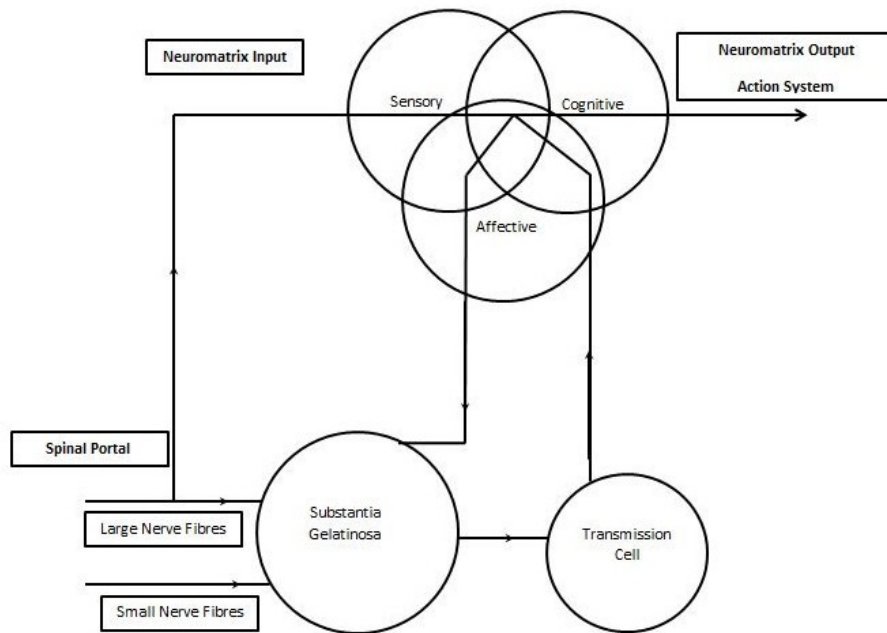 Neuromatrix Input
Neuromatrix Output
Action System
Sensory
Cognitive
Affective
Spinal Portal
Large Nerve Fibres
Small Nerve Fibres
Substantia
Gelatinosa
Transmission
Cell